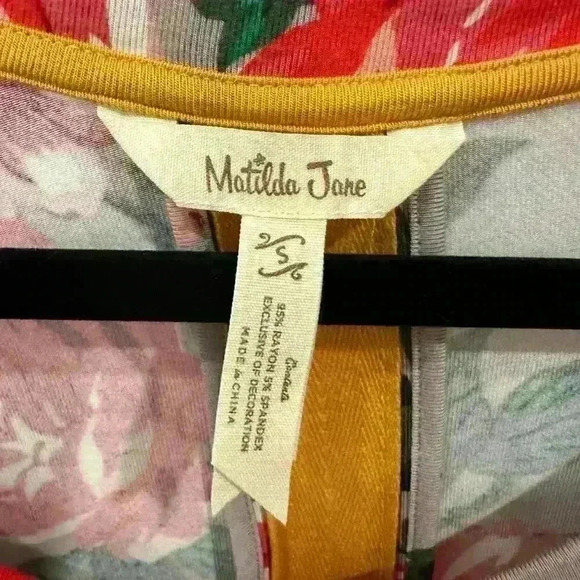 Matilda Jane
S
Contents
95% RAYON 5% SPANDEX
EXCLUSIVE OF DECORATION
MADE in CHINA